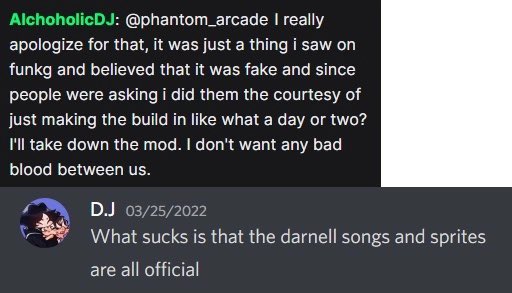 AlchoholicDJ: @phantom_arcade I really
apologize for that, it was just a thing i saw on
funkg and believed that it was fake and since
people were asking i did them the courtesy of
just making the build in like what a day or two?
I'll take down the mod. I don't want any bad
blood between us.
D.J 03/25/2022
What sucks is that the darnell songs and sprites
are all official